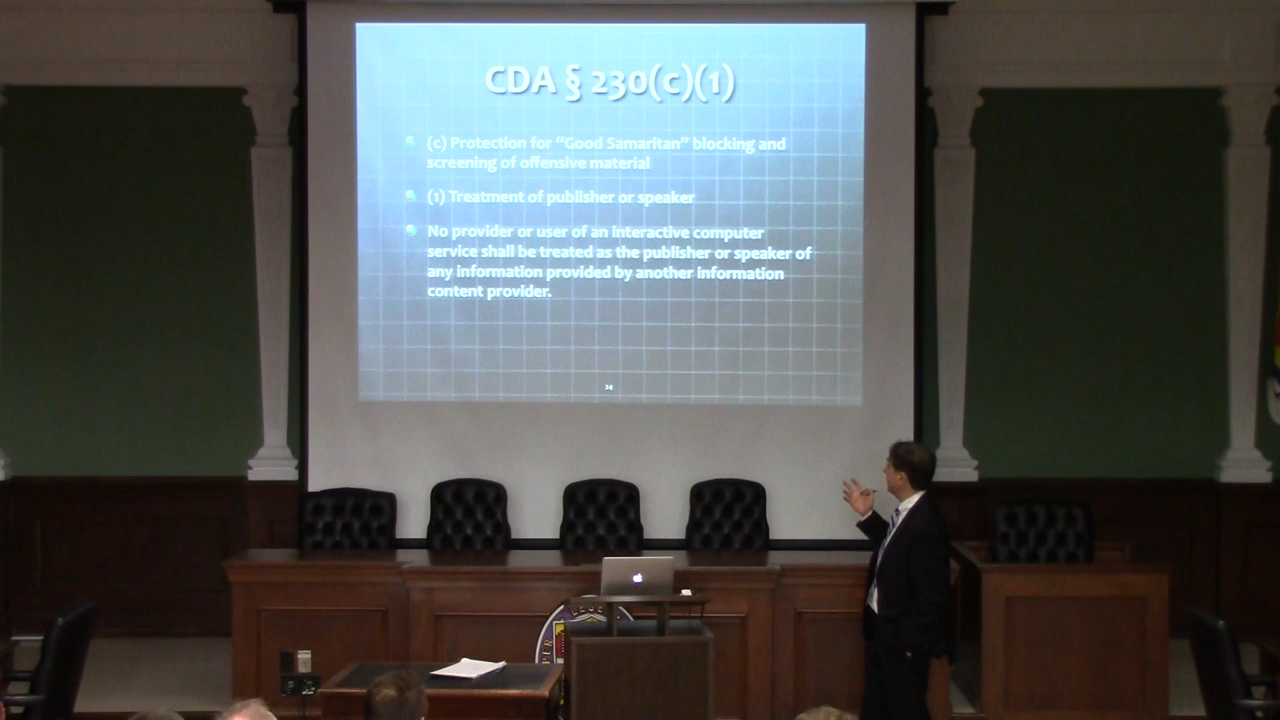 CDA § 230(c)(1)
(c) Protection for “Good Samaritan” blocking and
screening of offensive material
(1) Treatment of publisher or speaker
No provider or user of an interactive computer
service shall be treated as the publisher or speaker of
any information provided by another information
content provider.
24